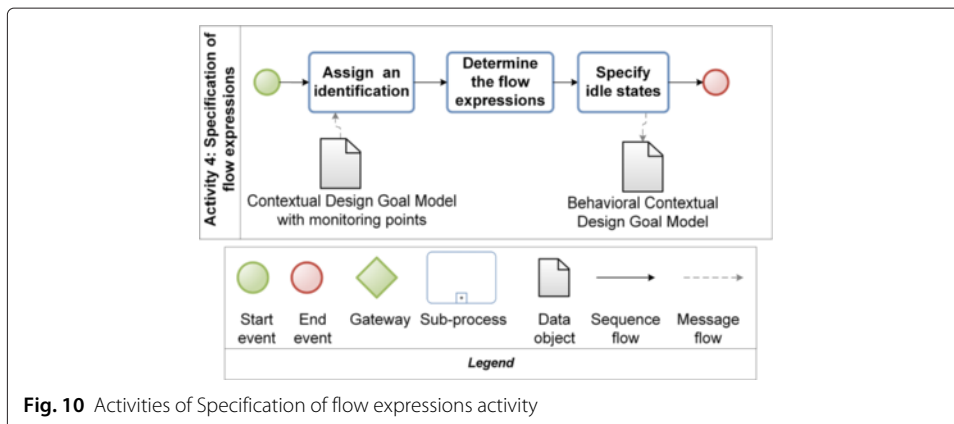 Activity 4: Specification of
flow expressions
Assign an
identification
Determine
the flow
expressions
Specify
idle states
Contextual Design Goal Model
with monitoring points
Behavioral Contextual
Design Goal Model
Start
event
End
event
Gateway
Sub-process
Data
object
Sequence
flow
Message
flow
Legend
Fig. 10 Activities of Specification of flow expressions activity